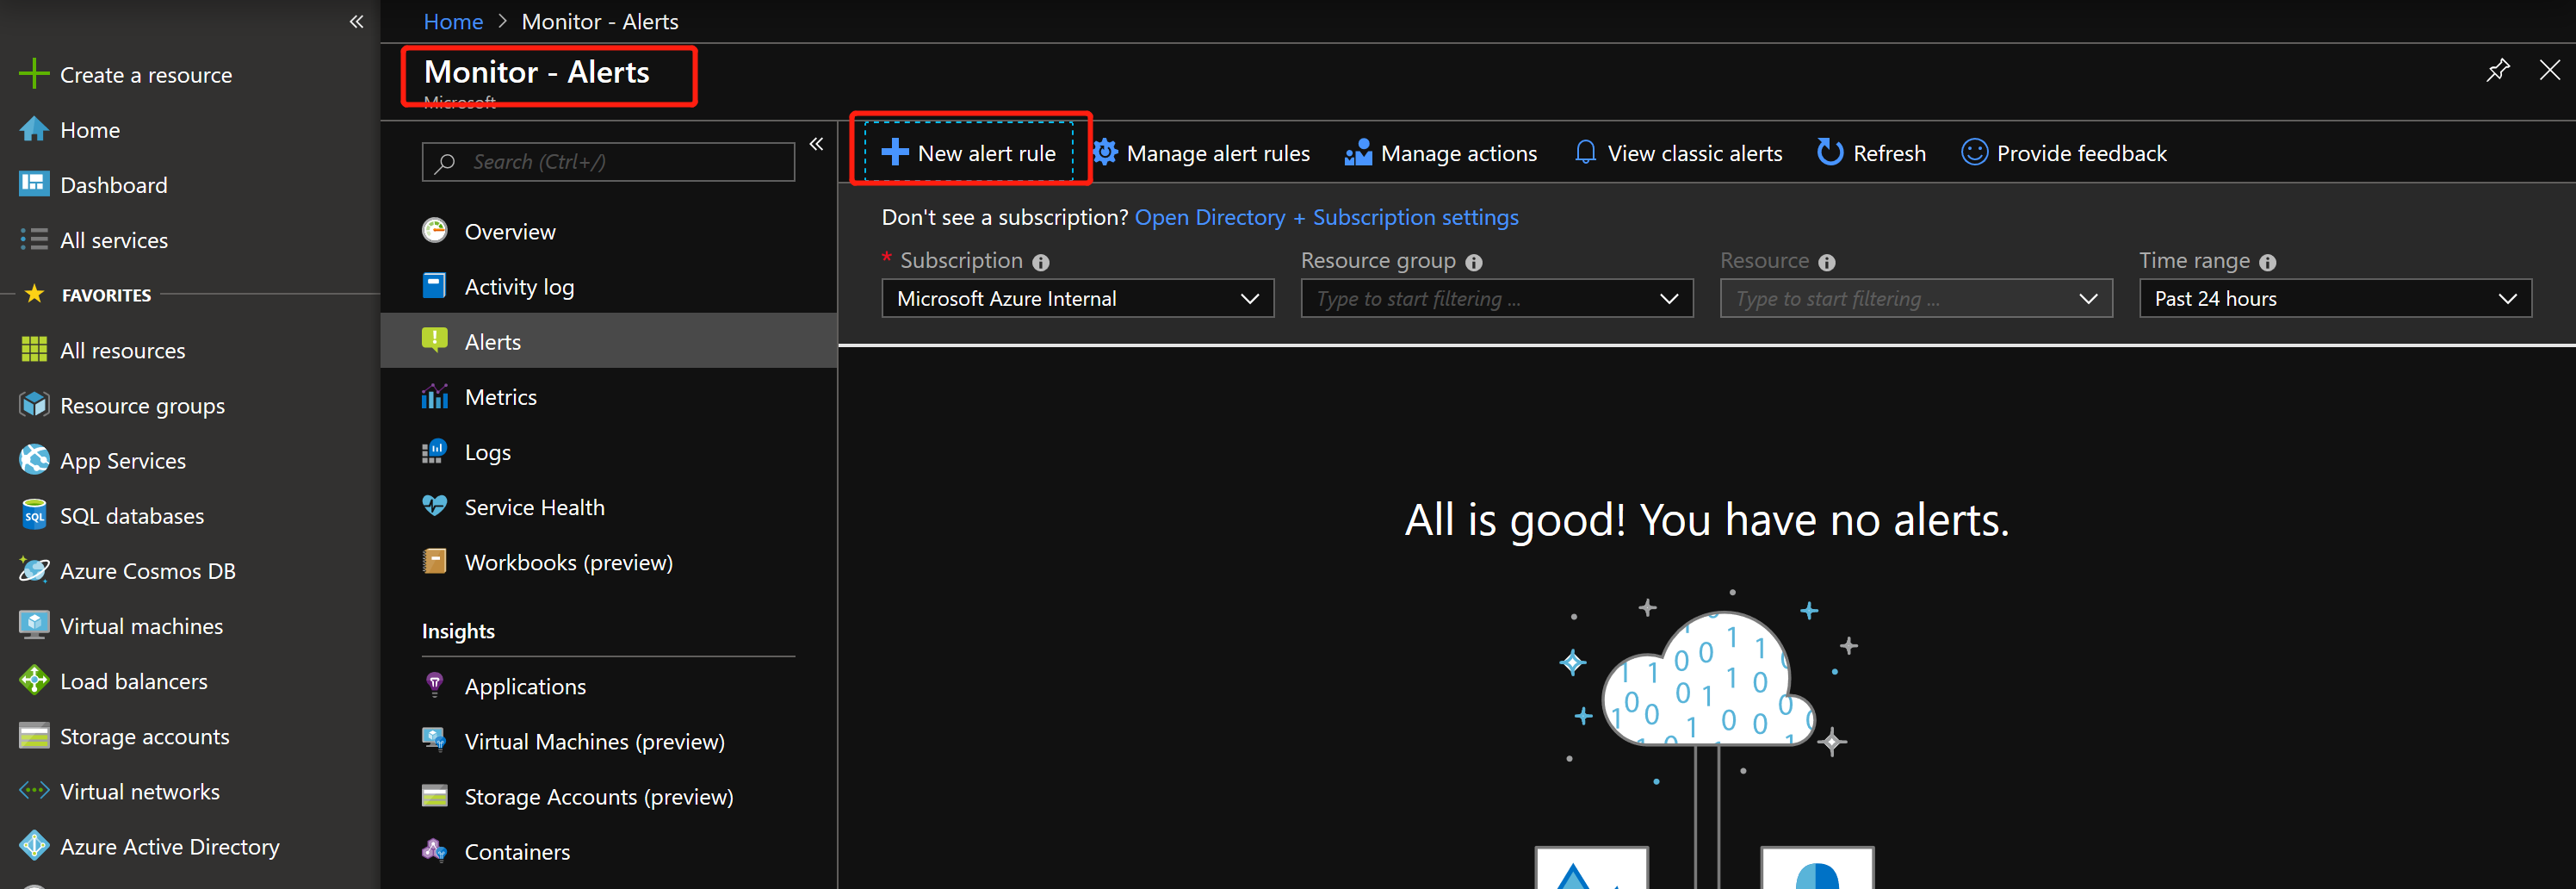 Home > Monitor - Alerts
Monitor - Alerts
Microsoft
Create a resource
Home
Dashboard
All services
FAVORITES
All resources
Resource groups
App Services
SQL databases
Azure Cosmos DB
Virtual machines
Load balancers
Storage accounts
Virtual networks
Azure Active Directory
Search (Ctrl+/)
Overview
Activity log
Alerts
Metrics
Logs
Service Health
Workbooks (preview)
Insights
Applications
Virtual Machines (preview)
Storage Accounts (preview)
Containers
New alert rule
Manage alert rules
Manage actions
View classic alerts
Refresh
Provide feedback
Don't see a subscription? Open Directory + Subscription settings
* Subscription
Microsoft Azure Internal
Resource group
Type to start filtering ...
Resource
Type to start filtering ...
Time range
Past 24 hours
All is good! You have no alerts.